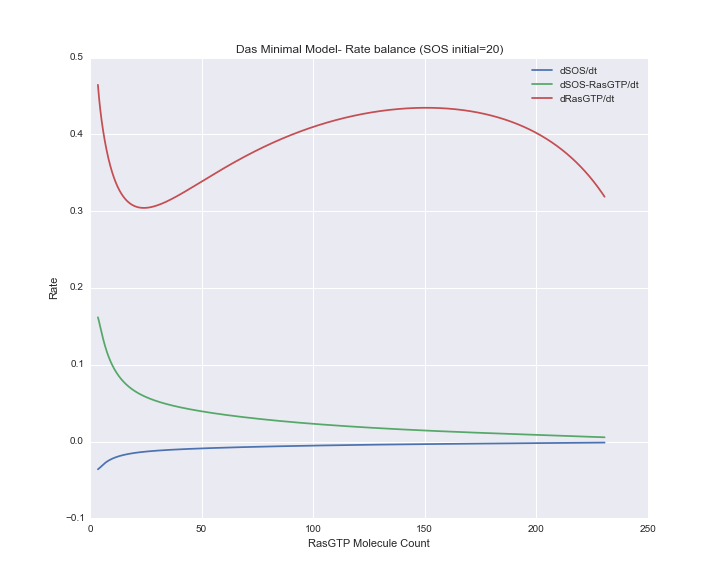 Das Minimal Model- Rate balance (SOS initial=20)
0.5
0.4
0.3
0.2
0.1
0.0
−0.1
Rate
dSOS/dt
dSOS-RasGTP/dt
dRasGTP/dt
0 50 100 150 200 250
RasGTP Molecule Count